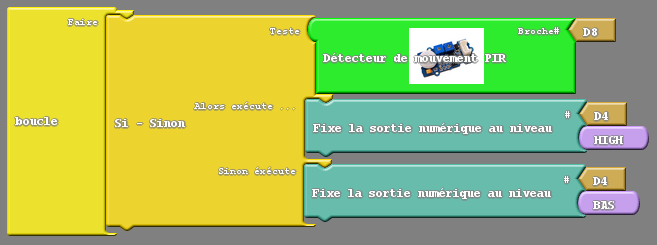 Faire
Teste
Broche#
D8
Détecteur de mouvement PIR
Alors exécute ...
#
D4
boucle
Si - Sinon
Fixe la sortie numérique au niveau
HIGH
Sinon éxécute
#
D4
Fixe la sortie numérique au niveau
BAS